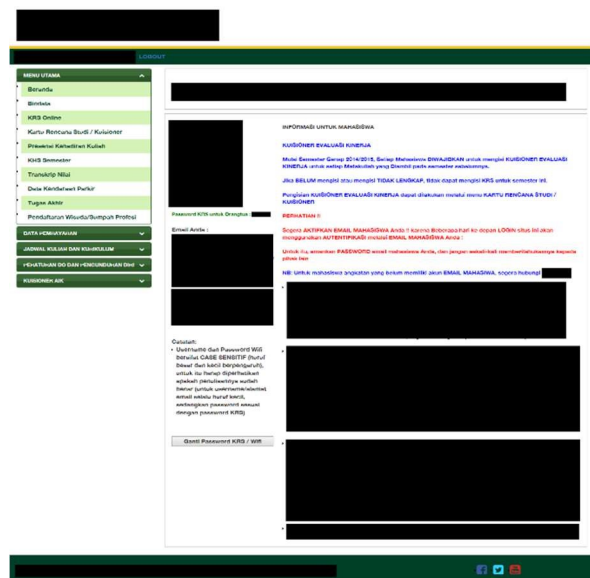 LOGOUT
MENU UTAMA
Beranda
Biodata
KRS Online
Kartu Rencana Studi / Kuisioner
Presensi Kehadiran Kuliah
KHS Semester
Transkrip Nilai
Data Kendaraan Parkir
Tugas Akhir
Pendaftaran Wisuda/Sumpah Profesi
DATA PEMBAYARAN
JADWAL KULIAH DAN KURIKULUM
DO DAN PENGUNDURAN DIRI
KUISIONER AIK
Password KRS untuk Orangtua :
Email Anda :
Catatan:
Username dan Password Wifi
bersifat CASE SENSITIF (huruf
besar dan kecil berpengaruh),
untuk itu harap diperhatikan
apakah penulisannya sudah
benar (untuk username/alamat
email selalu huruf kecil,
sedangkan password sesuai
dengan password KRS)
Ganti Password KRS / Wifi
INFORMASI UNTUK MAHASISWA
KUISIONER EVALUASI KINERJA
Mulai Semester Genap 2014/2015, Setiap Mahasiswa DIWAJIBKAN untuk mengisi KUISIONER EVALUASI
KINERJA untuk setiap Matakuliah yang Diambil pada semester sebelumnya.
Jika BELUM mengisi atau mengisi TIDAK LENGKAP, tidak dapat mengisi KRS untuk semester ini.
Pengisian KUISIONER EVALUASI KINERJA dapat dilakukan melalui menu KARTU RENCANA STUDI /
KUISIONER
PERHATIAN !!
Segera AKTIFKAN EMAIL MAHASISWA Anda !! karena Beberapa hari ke depan LOGIN situs ini akan
menggunakan AUTENTIFIKASI melalui EMAIL MAHASISWA Anda :
Untuk itu, amankan PASSWORD email mahasiswa Anda, dan jangan sekali-kali memberitahukannya kepada
pihak lain
NB: Untuk mahasiswa angkatan yang belum memiliki akun EMAIL MAHASISWA, segera hubungi